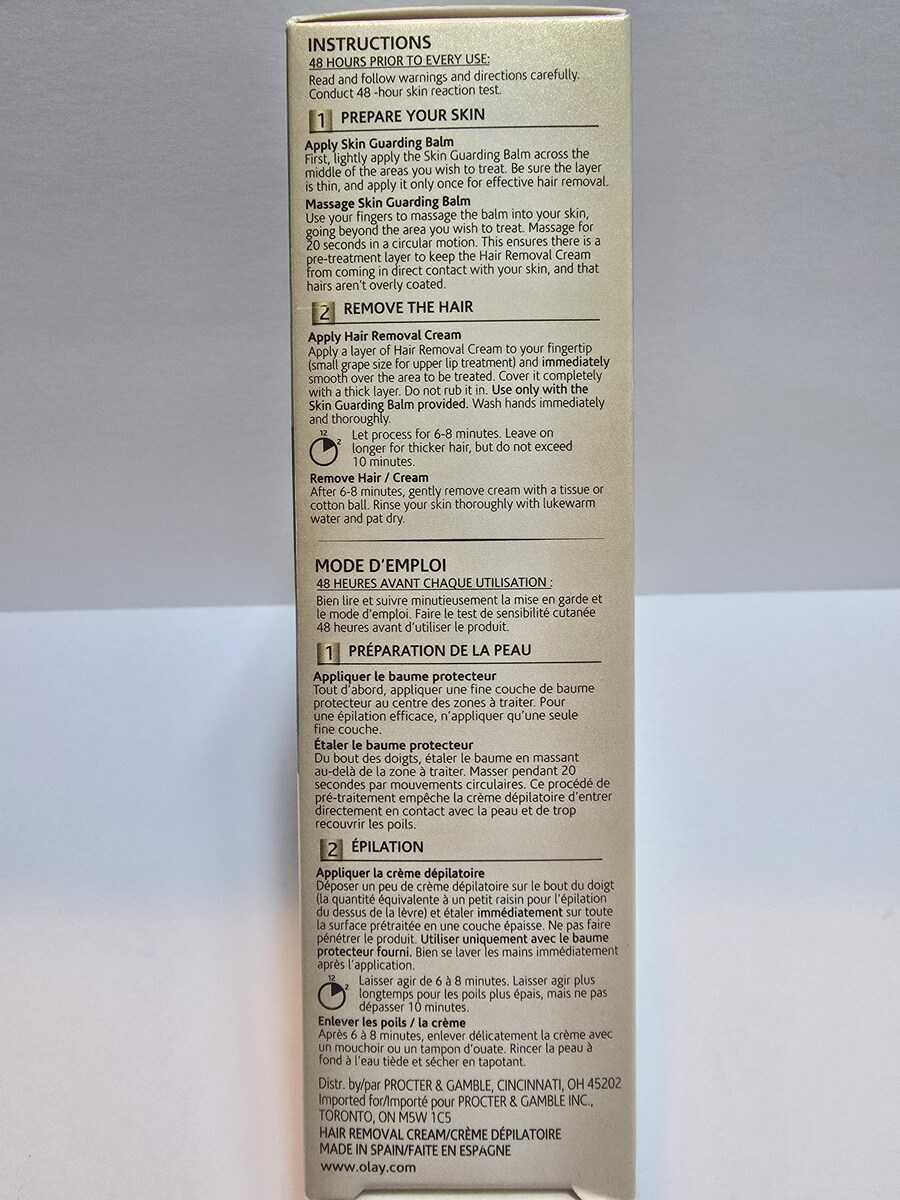 INSTRUCTIONS
48 HOURS PRIOR TO EVERY USE:
Read and follow warnings and directions carefully.
Conduct 48 -hour skin reaction test.
1 PREPARE YOUR SKIN
Apply Skin Guarding Balm
First, lightly apply the Skin Guarding Balm across the
middle of the areas you wish to treat. Be sure the layer
is thin, and apply it only once for effective hair removal.
Massage Skin Guarding Balm
Use your fingers to massage the balm into your skin,
going beyond the area you wish to treat. Massage for
20 seconds in a circular motion. This ensures there is a
pre-treatment layer to keep the Hair Removal Cream
from coming in direct contact with your skin, and that
hairs aren't overly coated.
2 REMOVE THE HAIR
Apply Hair Removal Cream
Apply a layer of Hair Removal Cream to your fingertip
(small grape size for upper lip treatment) and immediately
smooth over the area to be treated. Cover it completely
with a thick layer. Do not rub it in. Use only with the
Skin Guarding Balm provided. Wash hands immediately
and thoroughly.
12
2
Let process for 6-8 minutes. Leave on
longer for thicker hair, but do not exceed
10 minutes.
Remove Hair / Cream
After 6-8 minutes, gently remove cream with a tissue or
cotton ball. Rinse your skin thoroughly with lukewarm
water and pat dry.
MODE D'EMPLOI
48 HEURES AVANT CHAQUE UTILISATION :
Bien lire et suivre minutieusement la mise en garde et
le mode d'emploi. Faire le test de sensibilité cutanée
48 heures avant d'utiliser le produit.
1 PRÉPARATION DE LA PEAU
Appliquer le baume protecteur
Tout d'abord, appliquer une fine couche de baume
protecteur au centre des zones à traiter. Pour
une épilation efficace, n'appliquer qu'une seule
fine couche.
Étaler le baume protecteur
Du bout des doigts, étaler le baume en massant
au-delà de la zone à traiter. Masser pendant 20
secondes par mouvements circulaires. Ce procédé de
pré-traitement empêche la crème dépilatoire d'entrer
directement en contact avec la peau et de trop
recouvrir les poils.
2 ÉPILATION
Appliquer la crème dépilatoire
Déposer un peu de crème dépilatoire sur le bout du doigt
(la quantité équivalente à un petit raisin pour l'épilation
du dessus de la lèvre) et étaler immédiatement sur toute
la surface prétraitée en une couche épaisse. Ne pas faire
pénétrer le produit. Utiliser uniquement avec le baume
protecteur fourni. Bien se laver les mains immédiatement
après l'application.
12
2
Laisser agir de 6 à 8 minutes. Laisser agir plus
longtemps pour les poils plus épais, mais ne pas
dépasser 10 minutes.
Enlever les poils / la crème
Après 6 à 8 minutes, enlever délicatement la crème avec
un mouchoir ou un tampon d'ouate. Rincer la peau à
fond à l'eau tiède et sécher en tapotant.
Distr. by/par PROCTER & GAMBLE, CINCINNATI, OH 45202
Imported for/Importé pour PROCTER & GAMBLE INC.,
TORONTO, ON M5W 1C5
HAIR REMOVAL CREAM/CRÈME DÉPILATOIRE
MADE IN SPAIN/FAITE EN ESPAGNE
www.olay.com